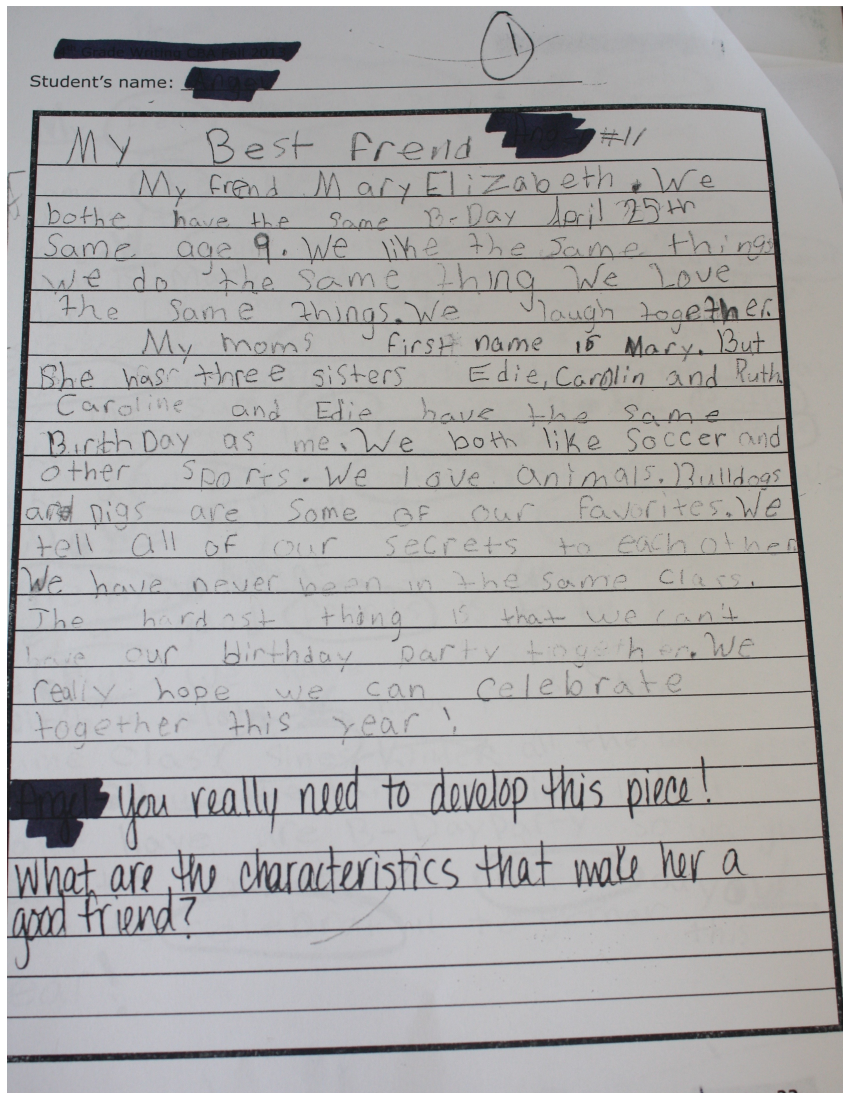 Student's name:
1
My Best frend #11
My frend Mary Elizabeth. We
bothe have the same B-Day April 25th
Same age 9. We like the same things
we do the same thing We Love
the same things. We laugh together.
My moms first name is Mary. But
She has three sisters Edie, Carolin and Ruth
Caroline and Edie have the same
BirthDay as me. We both like Soccer and
other sports. We love animals. Bulldogs
and pigs are some of our favorites. We
tell all of our secrets to each other
We have never been in the same class.
The hardest thing is that we can't
have our birthday party together. We
really hope we can celebrate
together this year!
you really need to develop this piece!
What are the characteristics that make her a
good friend?